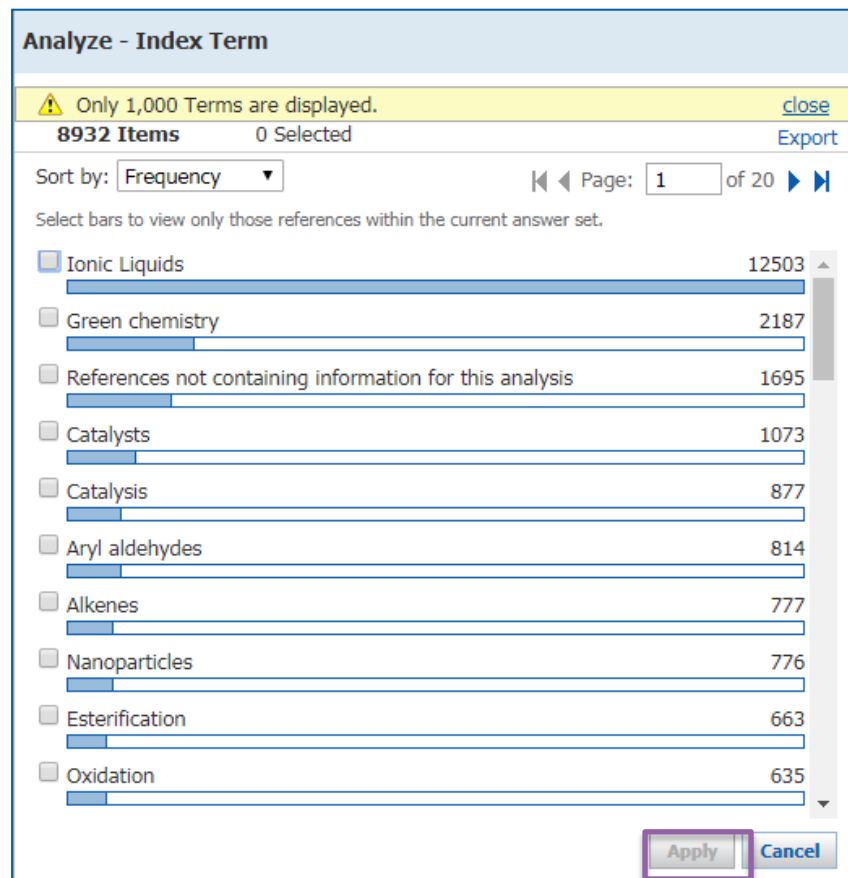 Analyze - Index Term
Only 1,000 Terms are displayed. close
8932 Items 0 Selected Export
Sort by: Frequency Page: 1 of 20
Select bars to view only those references within the current answer set.
Ionic Liquids 12503
Green chemistry 2187
References not containing information for this analysis 1695
Catalysts 1073
Catalysis 877
Aryl aldehydes 814
Alkenes 777
Nanoparticles 776
Esterification 663
Oxidation 635
Apply Cancel